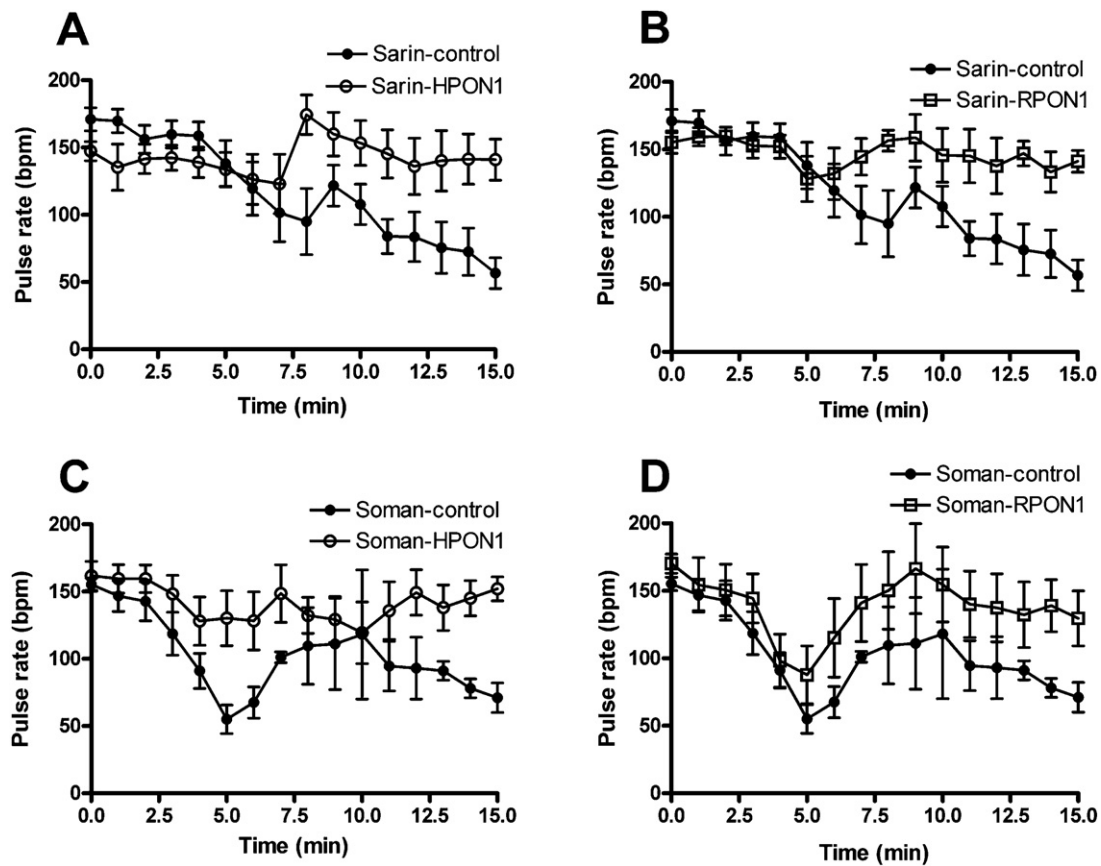 A
Sarin-control
Sarin-HPON1
200
150
100
50
0
Pulse rate (bpm)
0.0 2.5 5.0 7.5 10.0 12.5 15.0
Time (min)
B
Sarin-control
Sarin-RPON1
200
150
100
50
0
Pulse rate (bpm)
0.0 2.5 5.0 7.5 10.0 12.5 15.0
Time (min)
C
Soman-control
Soman-HPON1
200
150
100
50
0
Pulse rate (bpm)
0.0 2.5 5.0 7.5 10.0 12.5 15.0
Time (min)
D
Soman-control
Soman-RPON1
200
150
100
50
0
Pulse rate (bpm)
0.0 2.5 5.0 7.5 10.0 12.5 15.0
Time (min)